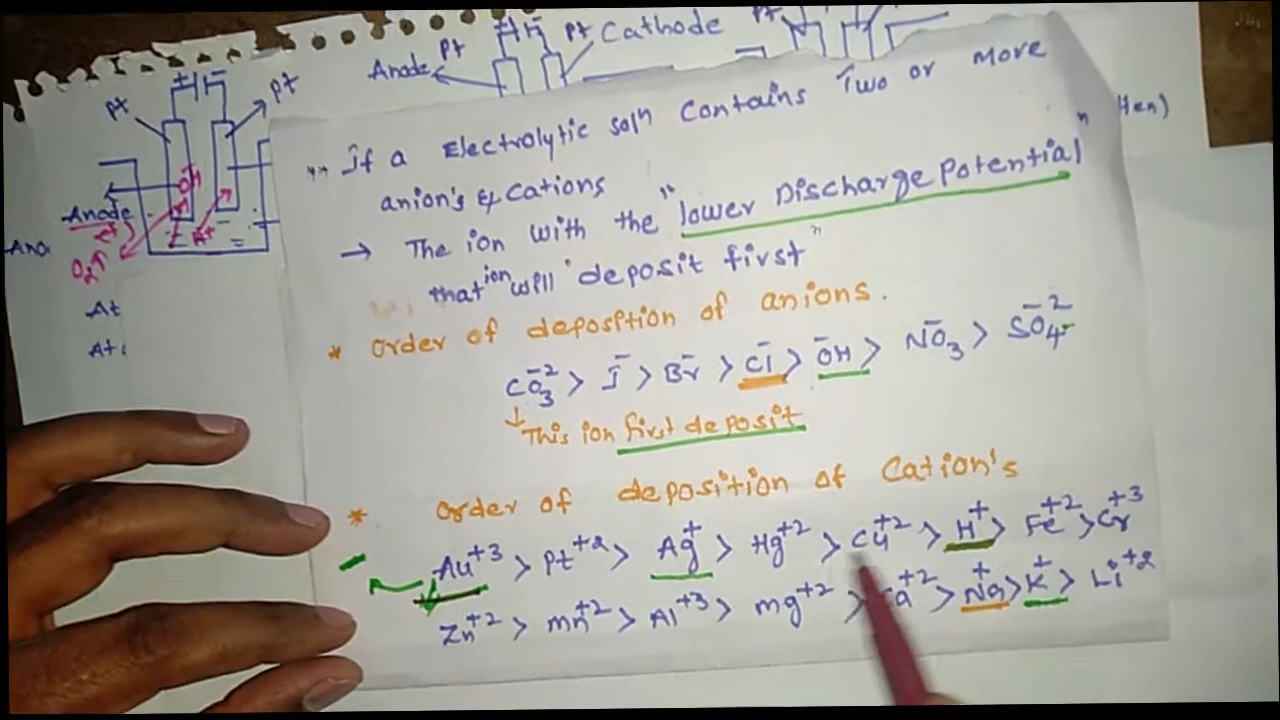 Pt
Pt
Anode
O2↑
At
At
Pt
Pt Cathode
Anode
Pt
If a Electrolytic solⁿ contains Two or more
anion's & cations
→ The ion with the "lower Discharge potential"
that ion will deposit first"
* order of deposition of anions.
CO3⁻² > I⁻ > Br⁻ > Cl⁻ > ⁻OH > NO3⁻ > SO4⁻²
↓ This ion first deposit
* order of deposition of Cation's
Au⁺³ > Pt⁺² > Ag⁺ > Hg⁺² > Cu⁺² > H⁺ > Fe⁺² > Cr⁺³
Zn⁺² > mn⁺² > Al⁺³ > mg⁺² > a⁺² > Na⁺ > K⁺ > Li⁺²